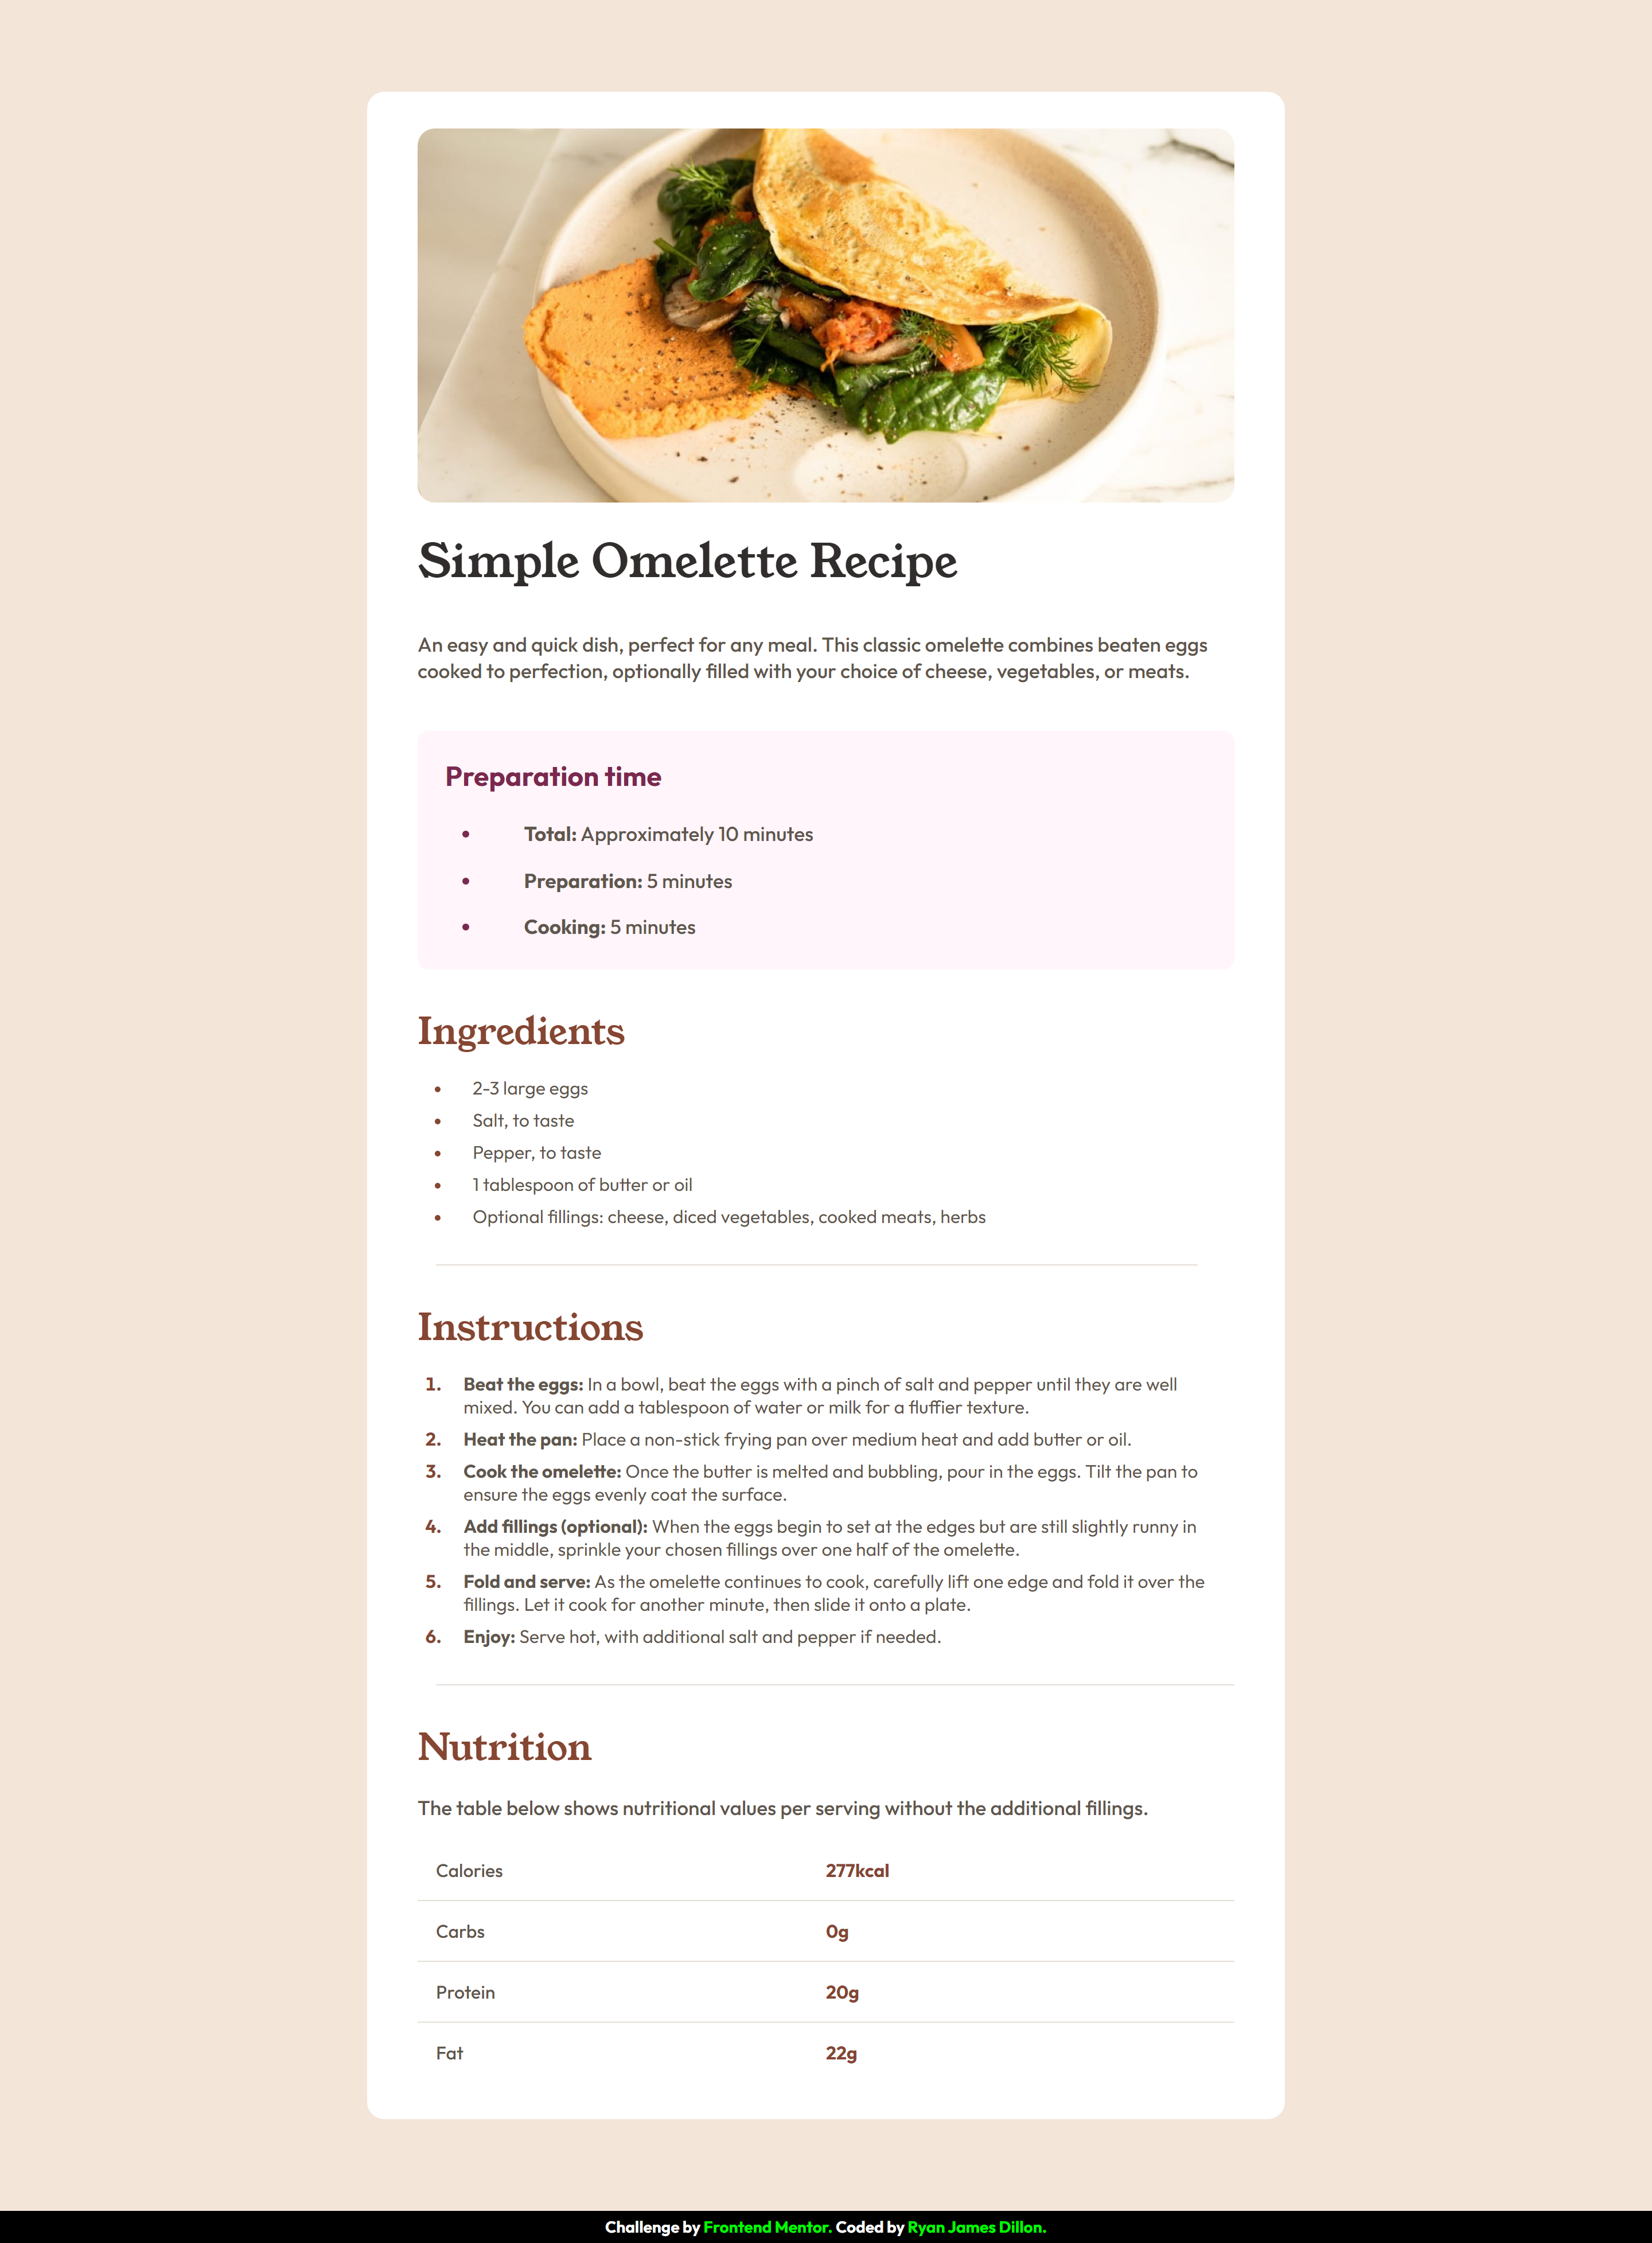 Simple Omelette Recipe
An easy and quick dish, perfect for any meal. This classic omelette combines beaten eggs
cooked to perfection, optionally filled with your choice of cheese, vegetables, or meats.
Preparation time
• Total: Approximately 10 minutes
• Preparation: 5 minutes
• Cooking: 5 minutes
Ingredients
• 2-3 large eggs
• Salt, to taste
• Pepper, to taste
• 1 tablespoon of butter or oil
• Optional fillings: cheese, diced vegetables, cooked meats, herbs
Instructions
1. Beat the eggs: In a bowl, beat the eggs with a pinch of salt and pepper until they are well
mixed. You can add a tablespoon of water or milk for a fluffier texture.
2. Heat the pan: Place a non-stick frying pan over medium heat and add butter or oil.
3. Cook the omelette: Once the butter is melted and bubbling, pour in the eggs. Tilt the pan to
ensure the eggs evenly coat the surface.
4. Add fillings (optional): When the eggs begin to set at the edges but are still slightly runny in
the middle, sprinkle your chosen fillings over one half of the omelette.
5. Fold and serve: As the omelette continues to cook, carefully lift one edge and fold it over the
fillings. Let it cook for another minute, then slide it onto a plate.
6. Enjoy: Serve hot, with additional salt and pepper if needed.
Nutrition
The table below shows nutritional values per serving without the additional fillings.
Calories 277kcal
Carbs 0g
Protein 20g
Fat 22g
Challenge by Frontend Mentor. Coded by Ryan James Dillon.